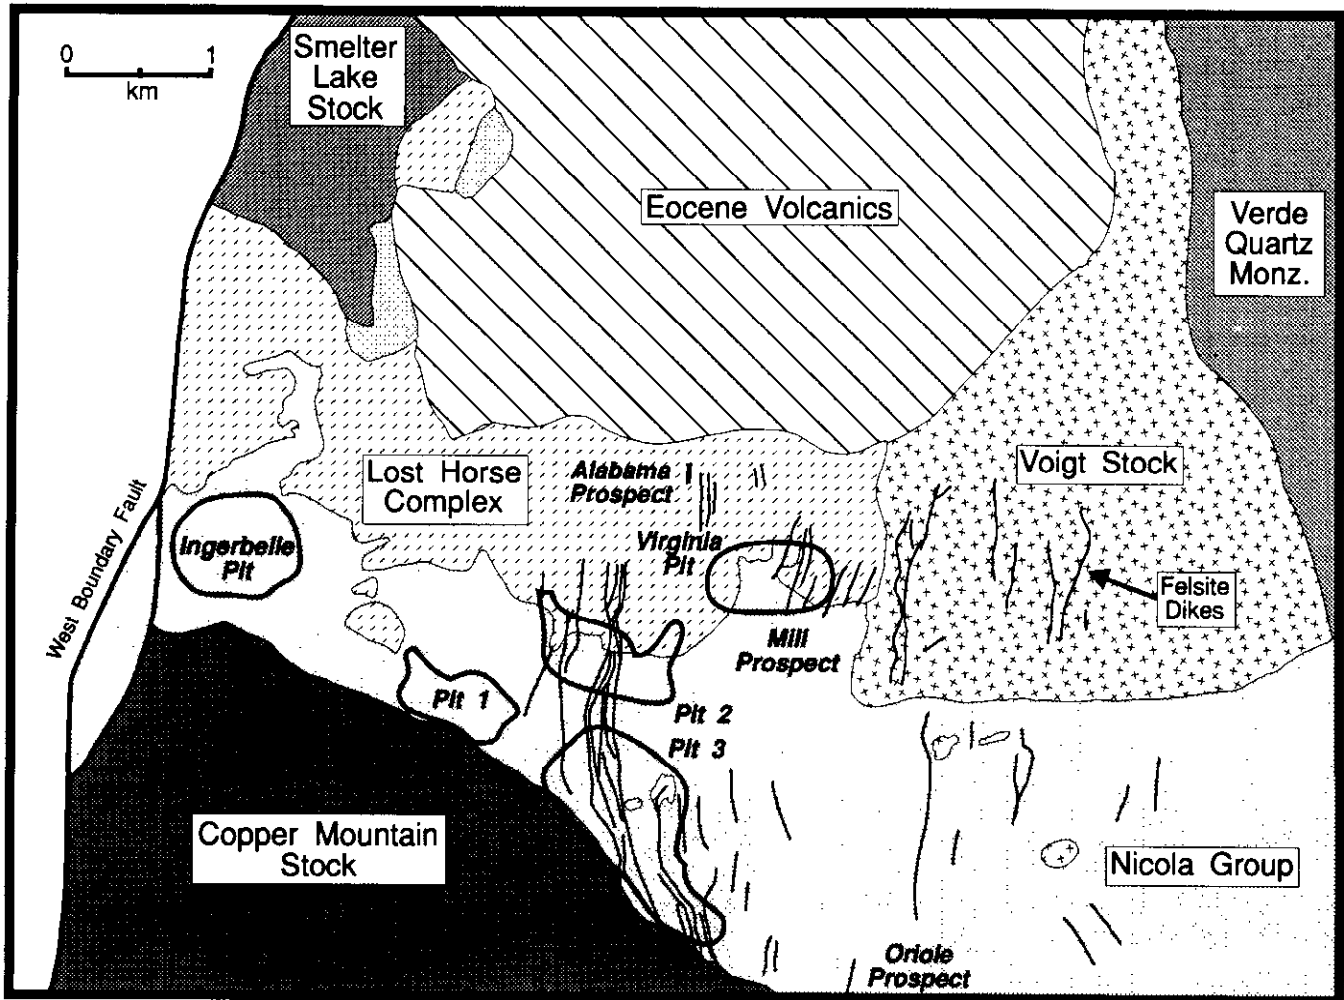 0 1
km
Smelter
Lake
Stock
Eocene Volcanics
Verde
Quartz
Monz.
Lost Horse
Complex
Alabama
Prospect
Voigt Stock
West Boundary Fault
Ingerbelle
Pit
Virginia
Pit
Felsite
Dikes
Mill
Prospect
Pit 1
Pit 2
Pit 3
Copper Mountain
Stock
Nicola Group
Oriole
Prospect